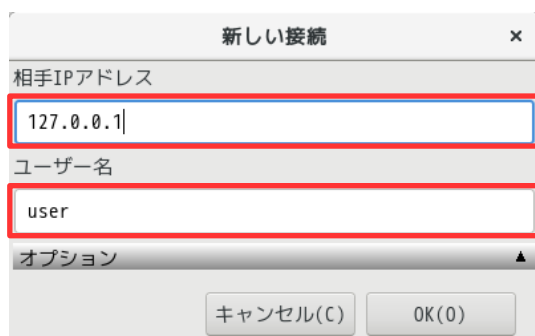 新しい接続 ×
相手IPアドレス
127.0.0.1
ユーザー名
user
オプション ▲
キャンセル(C) OK(O)